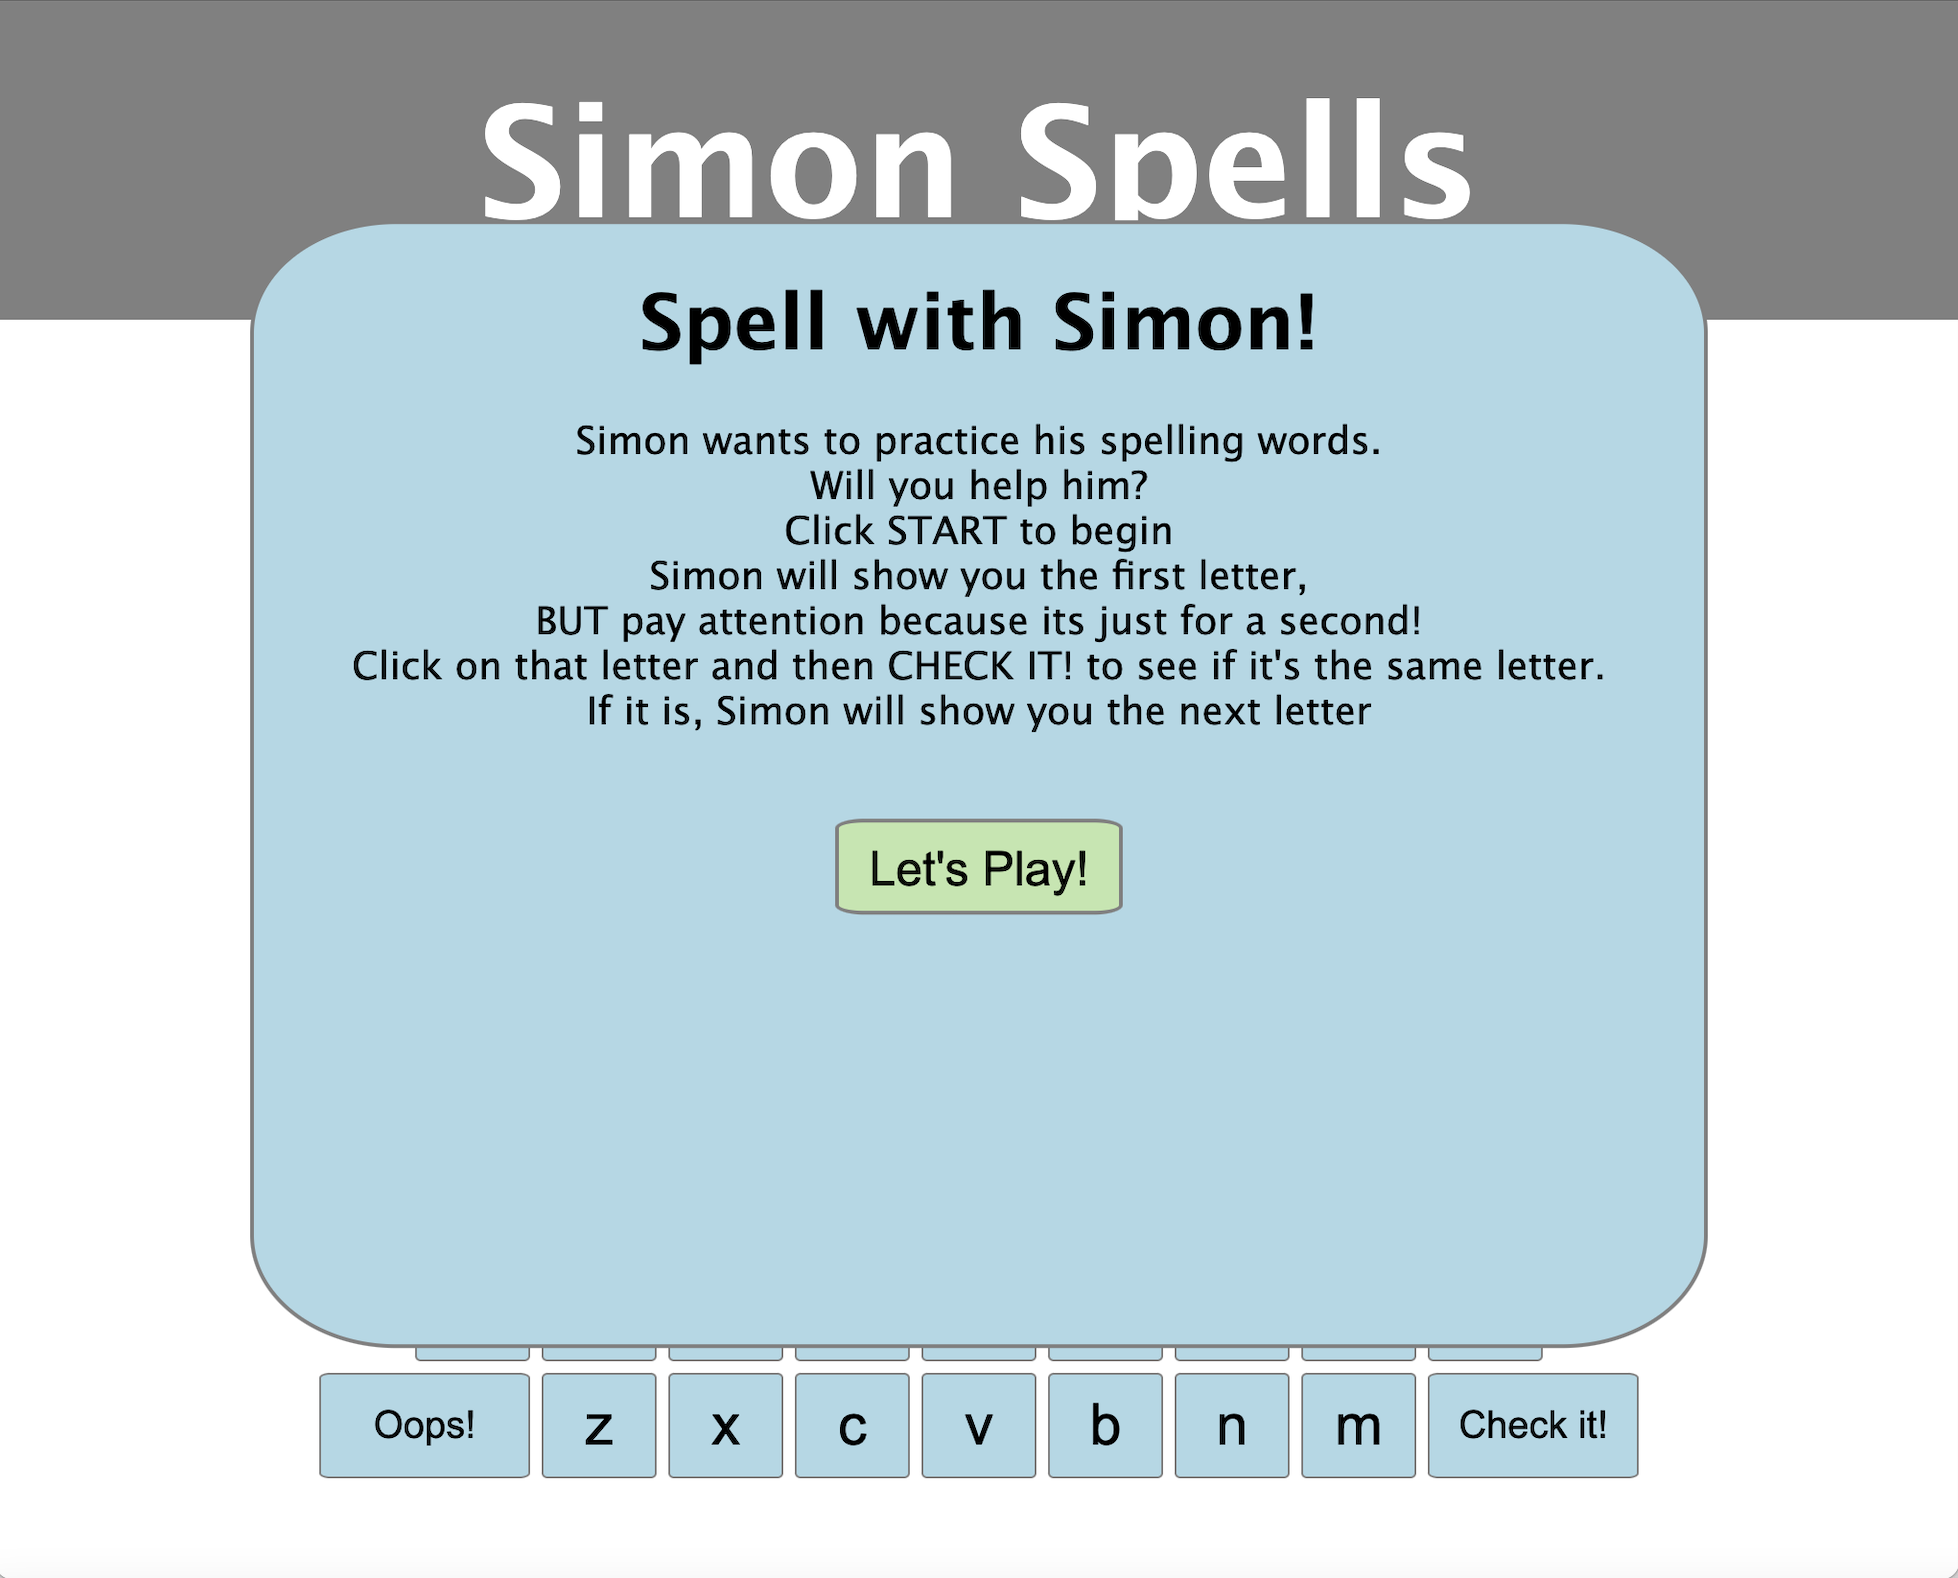 Simon Spells
Spell with Simon!
Simon wants to practice his spelling words.
Will you help him?
Click START to begin
Simon will show you the first letter,
BUT pay attention because its just for a second!
Click on that letter and then CHECK IT! to see if it's the same letter.
If it is, Simon will show you the next letter
Let's Play!
Oops! z x c v b n m Check it!